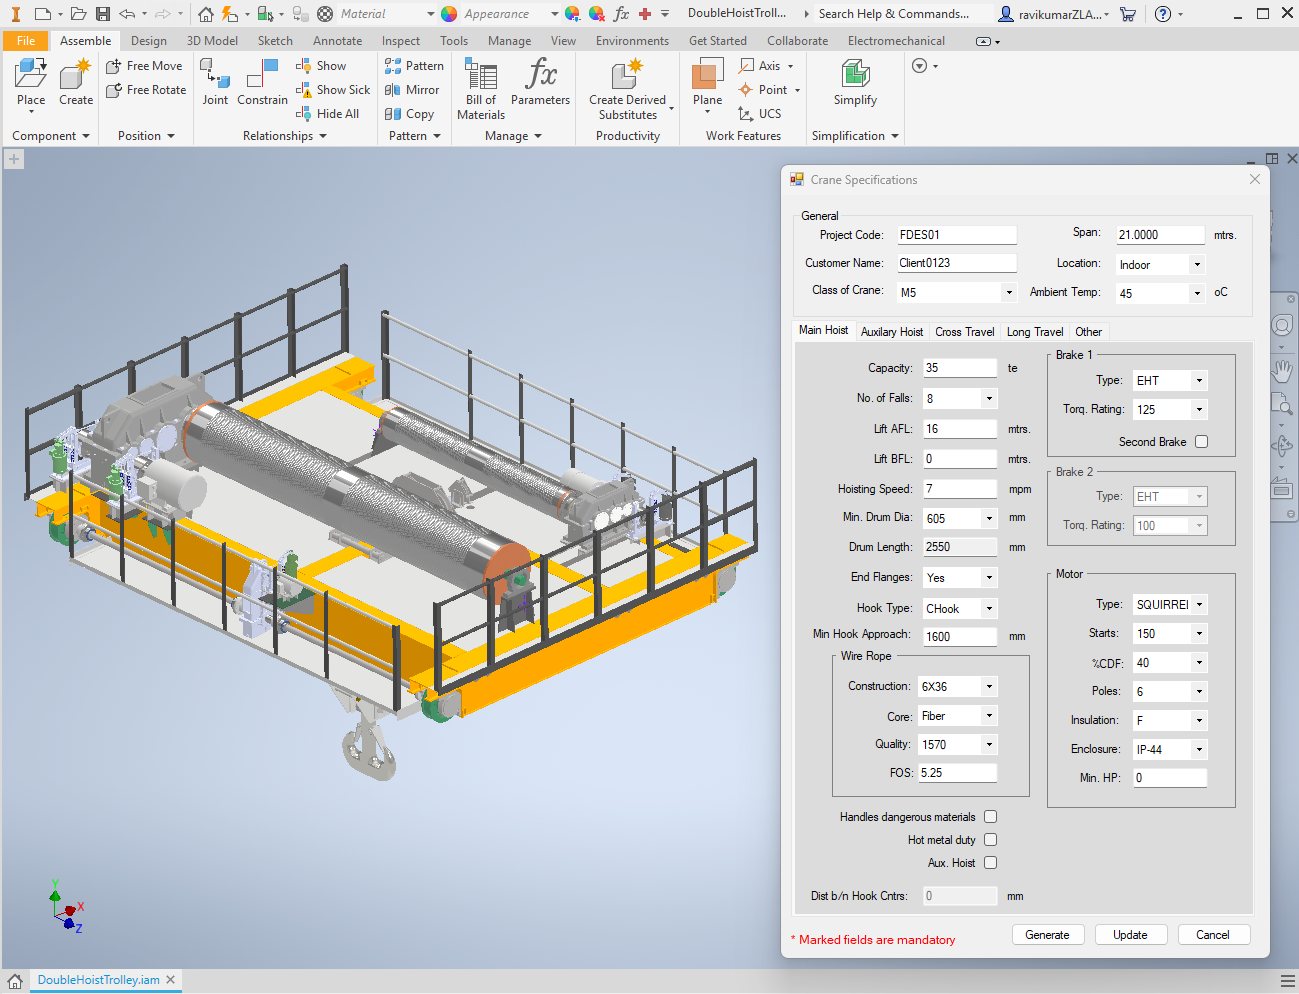 Material
Appearance
fx
DoubleHoistTroll...
Search Help & Commands...
ravikumarZLA...
File
Assemble
Design
3D Model
Sketch
Annotate
Inspect
Tools
Manage
View
Environments
Get Started
Collaborate
Electromechanical
Place
Create
Free Move
Free Rotate
Joint
Constrain
Show
Show Sick
Hide All
Pattern
Mirror
Copy
Bill of
Materials
fx
Parameters
Create Derived
Substitutes
Plane
Axis
Point
UCS
Simplify
Component
Position
Relationships
Pattern
Manage
Productivity
Work Features
Simplification
Crane Specifications
General
Project Code: FDES01
Span: 21.0000 mtrs.
Customer Name: Client0123
Location: Indoor
Class of Crane: M5
Ambient Temp: 45 oC
Main Hoist
Auxilary Hoist
Cross Travel
Long Travel
Other
Capacity: 35 te
No. of Falls: 8
Lift AFL: 16 mtrs.
Lift BFL: 0 mtrs.
Hoisting Speed: 7 mpm
Min. Drum Dia: 605 mm
Drum Length: 2550 mm
End Flanges: Yes
Hook Type: CHook
Min Hook Approach: 1600 mm
Wire Rope
Construction: 6X36
Core: Fiber
Quality: 1570
FOS: 5.25
Handles dangerous materials
Hot metal duty
Aux. Hoist
Dist b/n Hook Cntrs: 0 mm
Brake 1
Type: EHT
Torq. Rating: 125
Second Brake
Brake 2
Type: EHT
Torq. Rating: 100
Motor
Type: SQUIRREI
Starts: 150
%CDF: 40
Poles: 6
Insulation: F
Enclosure: IP-44
Min. HP: 0
* Marked fields are mandatory
Generate
Update
Cancel
Y
X
Z
DoubleHoistTrolley.iam